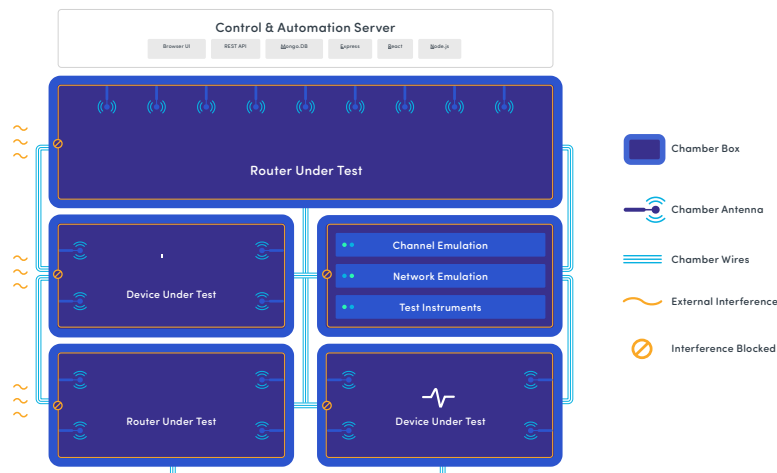 Control & Automation Server
Browser UI
REST API
Mongo.DB
Express
React
Node.js
Router Under Test
Device Under Test
Channel Emulation
Network Emulation
Test Instruments
Router Under Test
Device Under Test
Chamber Box
Chamber Antenna
Chamber Wires
External Interference
Interference Blocked